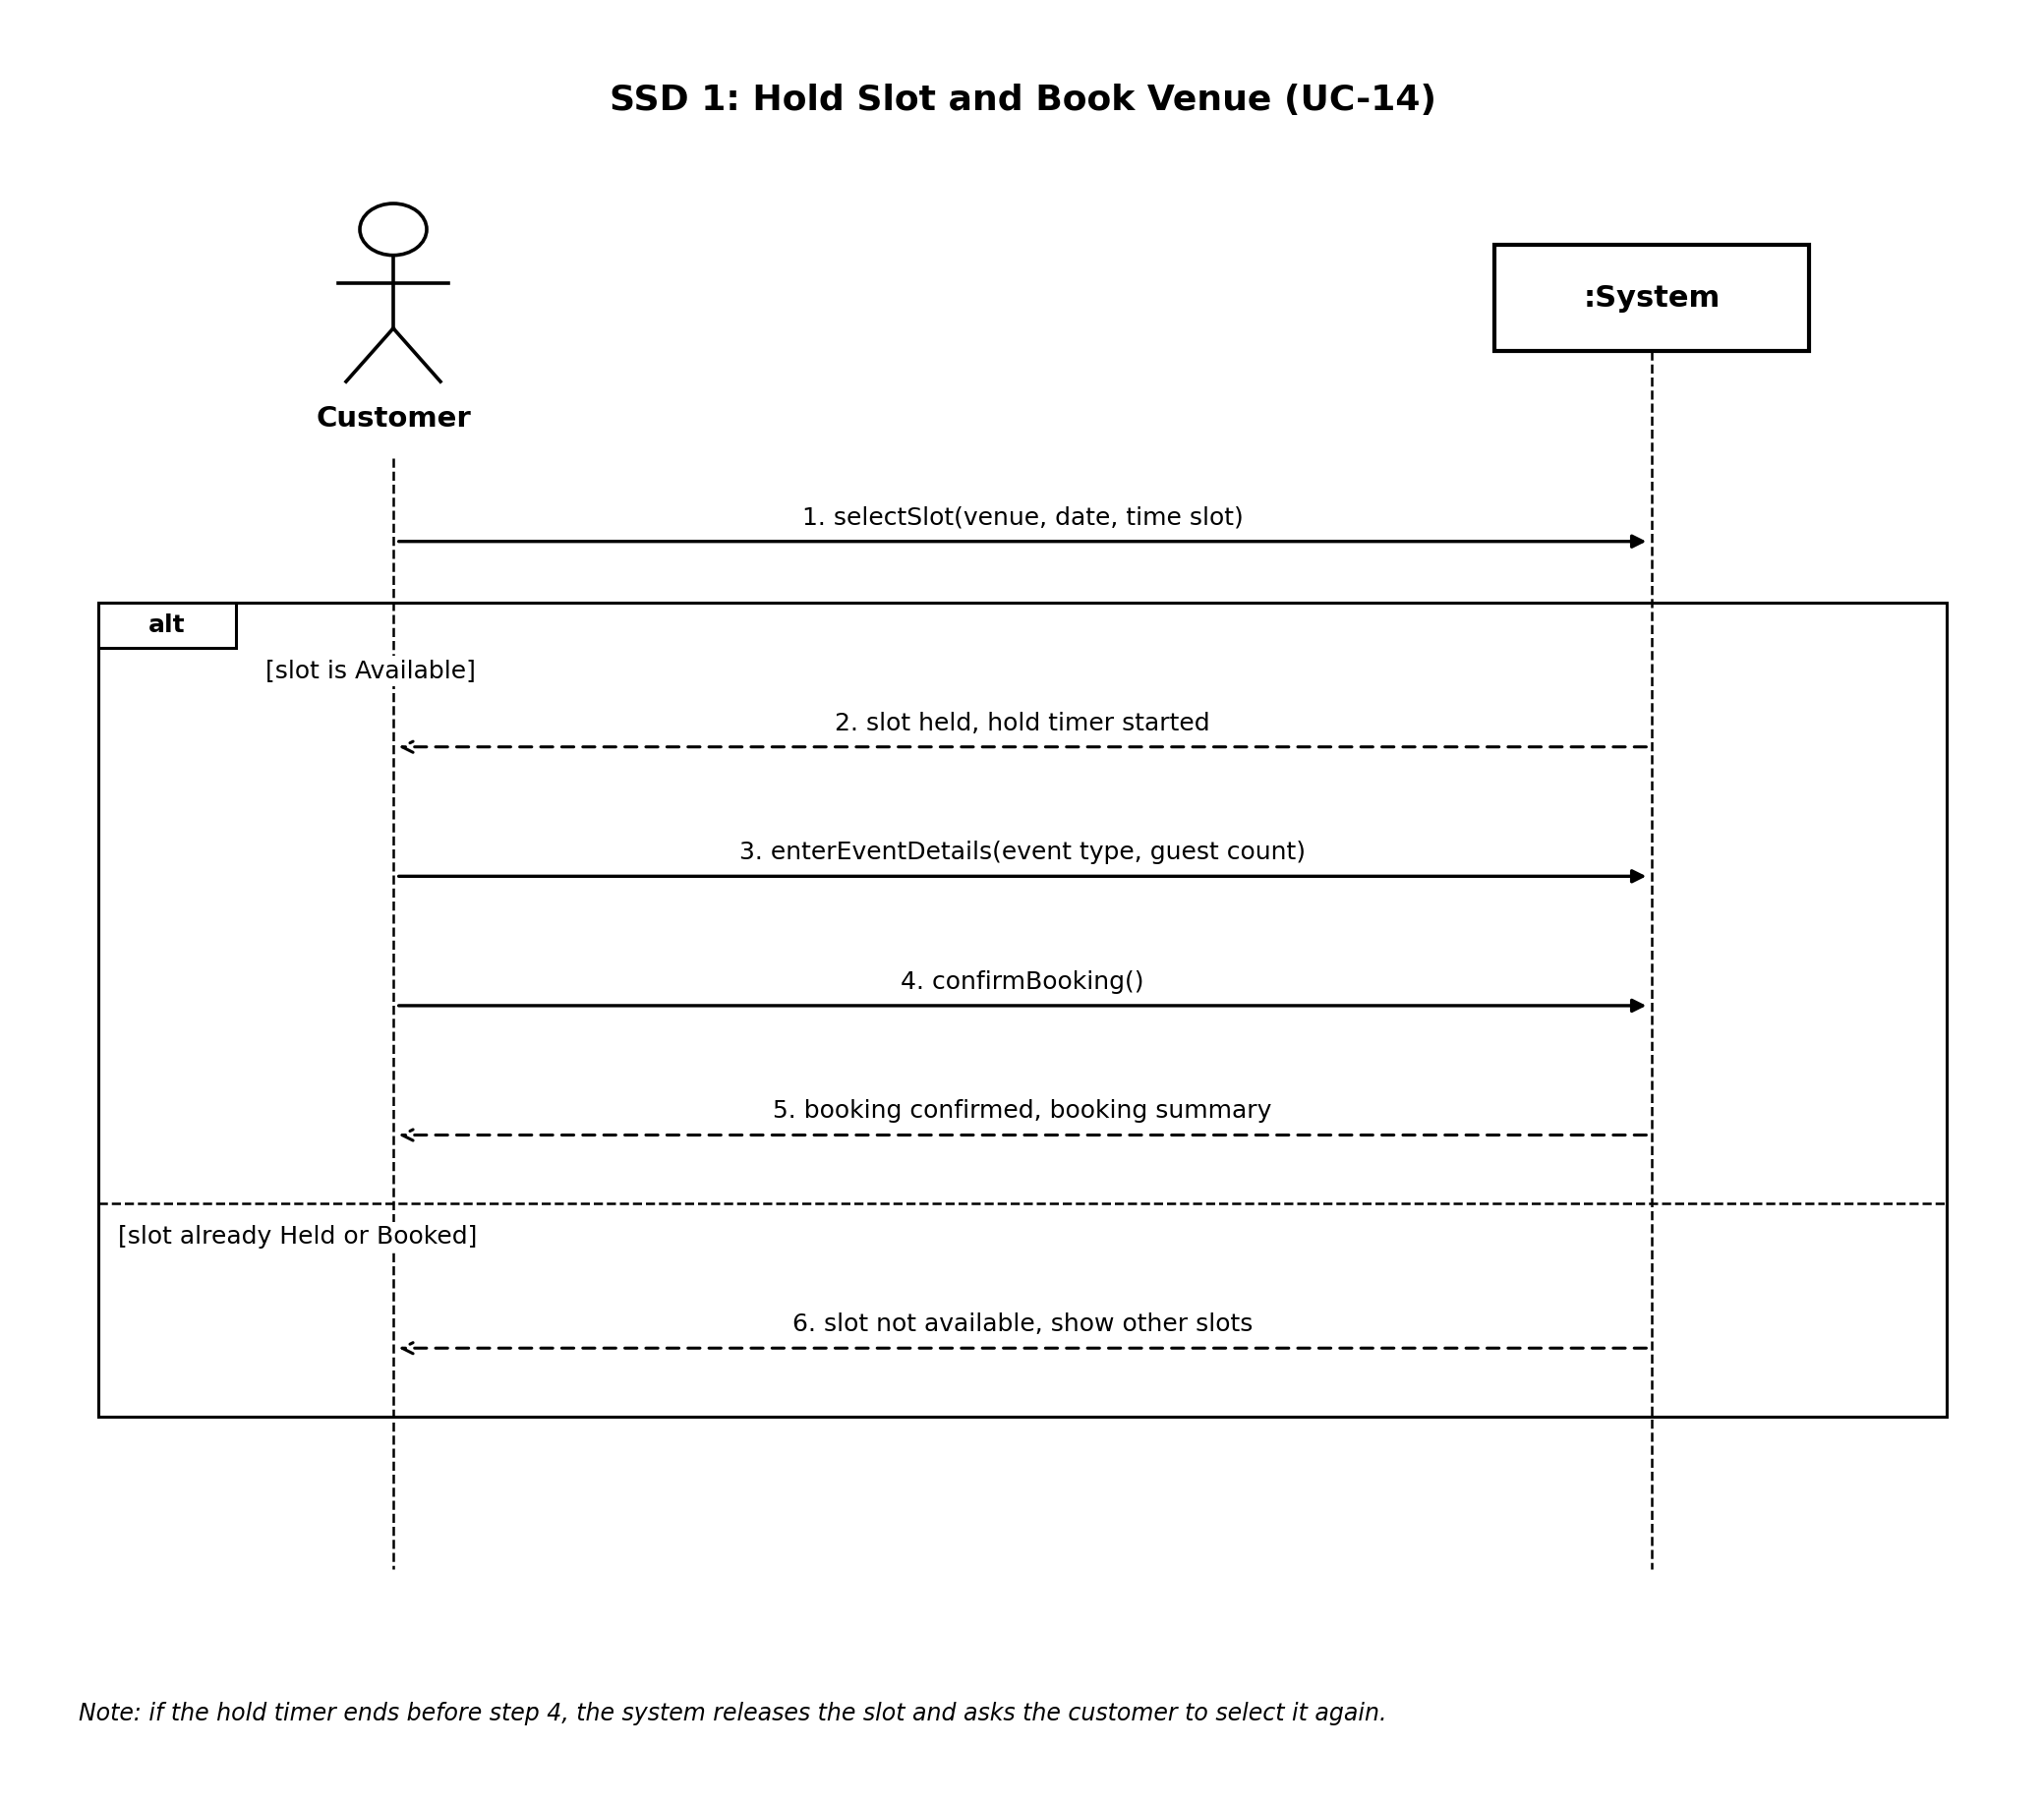 SSD 1: Hold Slot and Book Venue (UC-14)
:System
Customer
1. selectSlot(venue, date, time slot)
alt
[slot is Available]
2. slot held, hold timer started
3. enterEventDetails(event type, guest count)
4. confirmBooking()
5. booking confirmed, booking summary
[slot already Held or Booked]
6. slot not available, show other slots
Note: if the hold timer ends before step 4, the system releases the slot and asks the customer to select it again.